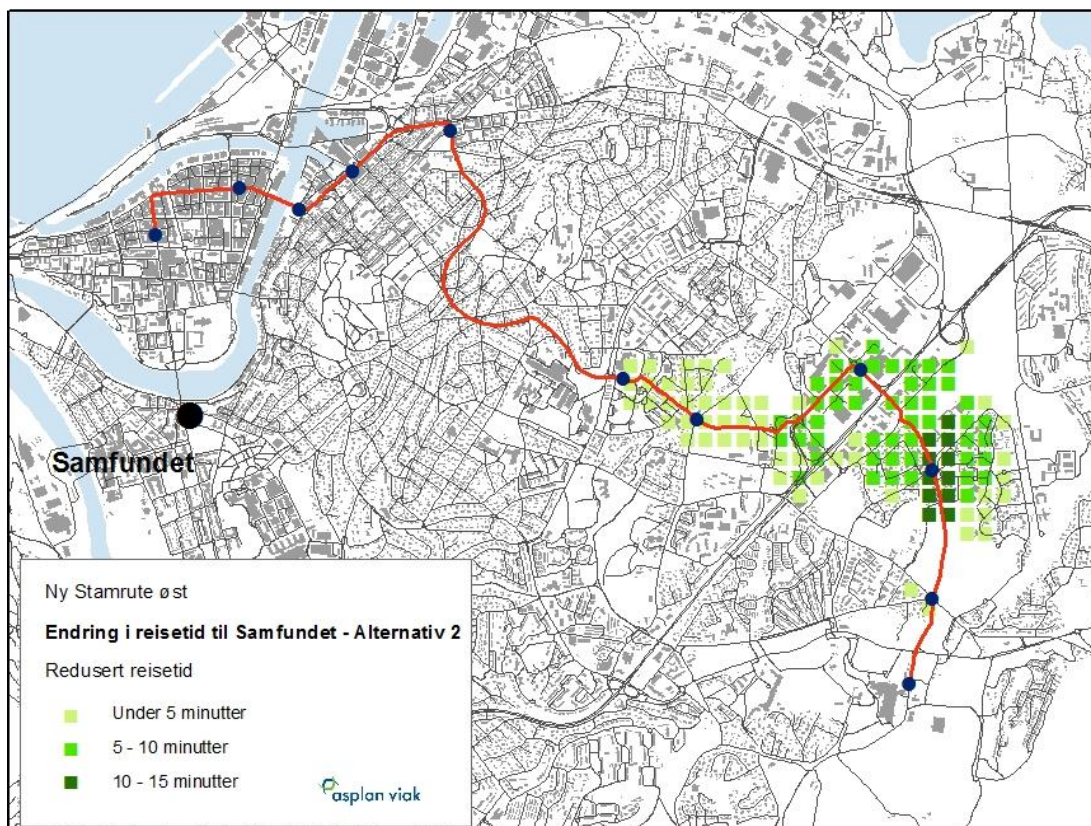 Samfundet
Ny Stamrute øst
Endring i reisetid til Samfundet - Alternativ 2
Redusert reisetid
Under 5 minutter
5 - 10 minutter
10 - 15 minutter
asplan viak